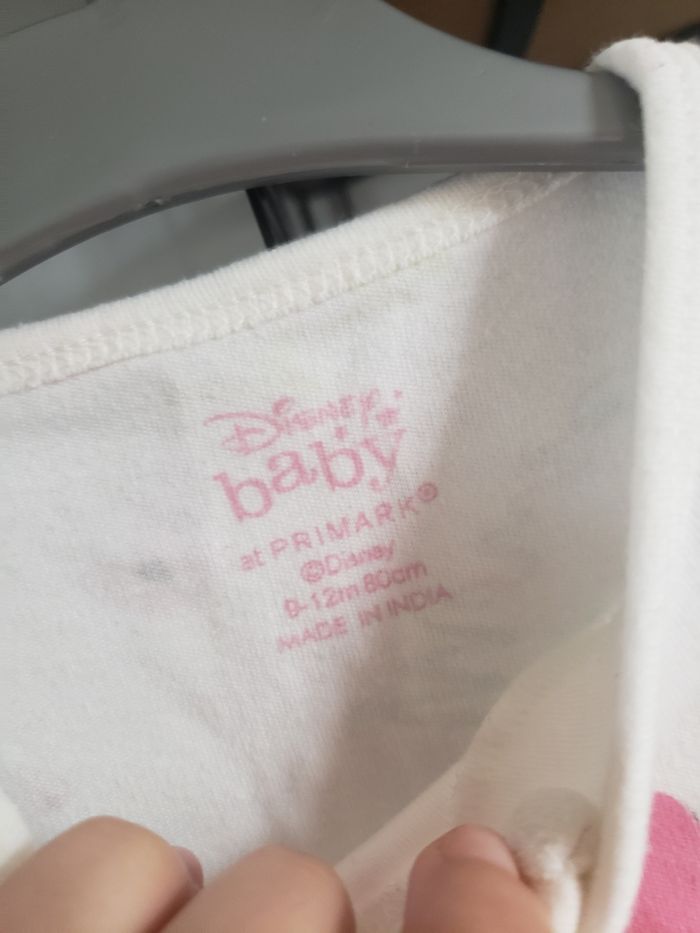 Disney
baby
at PRIMARK®
©Disney
9-12m 80cm
MADE IN INDIA